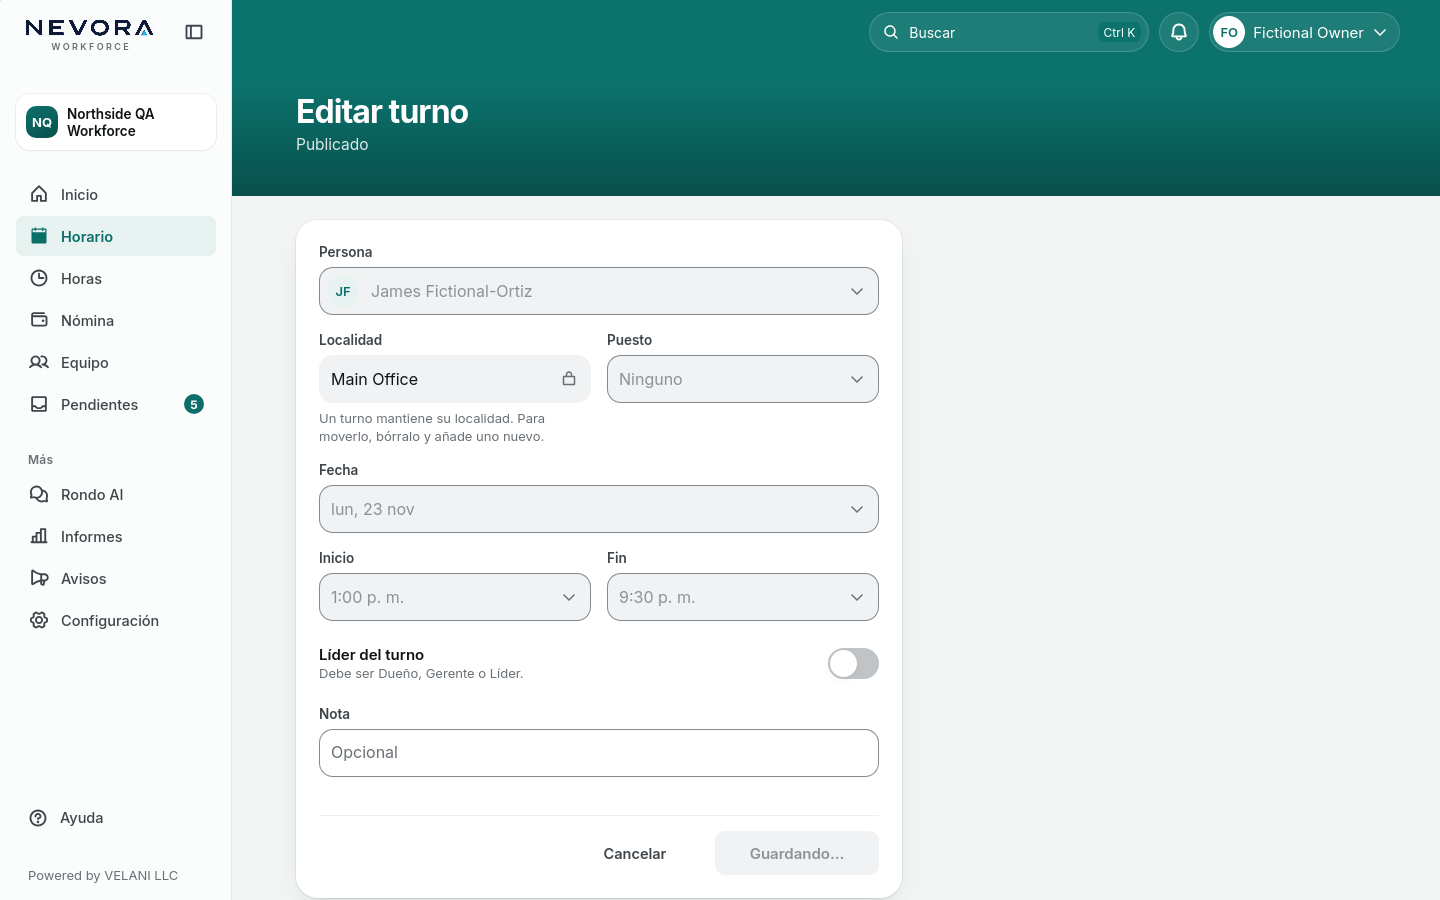 NEVORA
WORKFORCE
Buscar
Ctrl K
FO
Fictional Owner
NQ
Northside QA
Workforce
Editar turno
Publicado
Inicio
Horario
Horas
Nómina
Equipo
Pendientes
5
Más
Rondo AI
Informes
Avisos
Configuración
Ayuda
Powered by VELANI LLC
Persona
JF
James Fictional-Ortiz
Localidad
Puesto
Main Office
Ninguno
Un turno mantiene su localidad. Para
moverlo, bórralo y añade uno nuevo.
Fecha
lun, 23 nov
Inicio
Fin
1:00 p. m.
9:30 p. m.
Líder del turno
Debe ser Dueño, Gerente o Líder.
Nota
Opcional
Cancelar
Guardando...